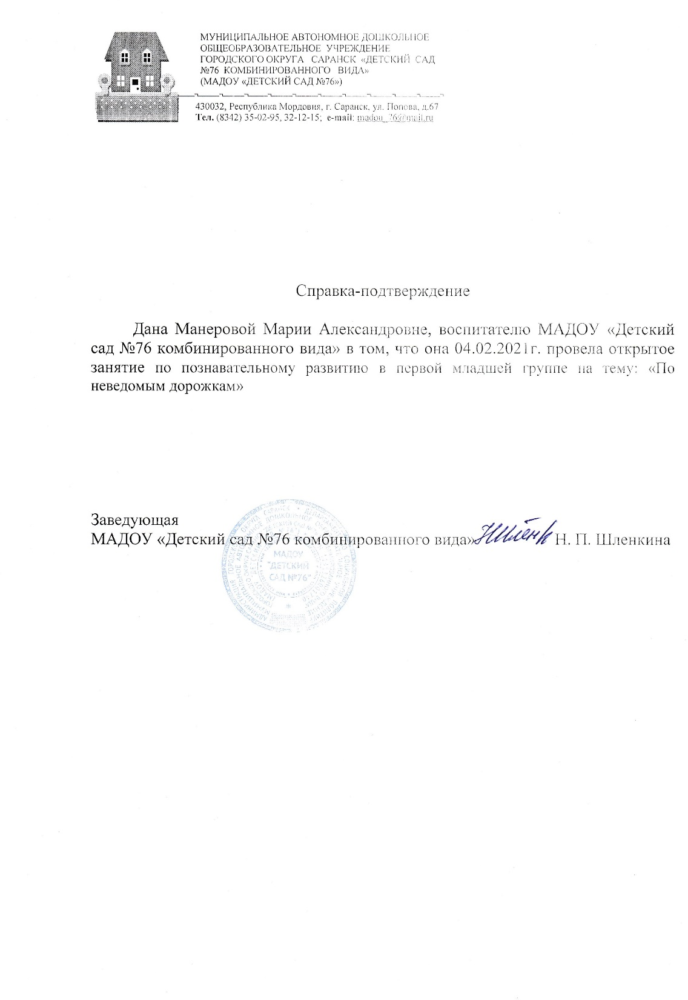 МУНИЦИПАЛЬНОЕ АВТОНОМНОЕ ДОШКОЛЬНОЕ
ОБЩЕОБРАЗОВАТЕЛЬНОЕ УЧРЕЖДЕНИЕ
ГОРОДСКОГО ОКРУГА САРАНСК «ДЕТСКИЙ САД
№76 КОМБИНИРОВАННОГО ВИДА»
(МАДОУ «ДЕТСКИЙ САД №76»)
430032, Республика Мордовия, г. Саранск, ул. Попова, д.67
Тел. (8342) 35-02-95, 32-12-15; e-mail: madou_76@mail.ru
Справка-подтверждение
Дана Манеровой Марии Александровне, воспитателю МАДОУ «Детский
сад №76 комбинированного вида» в том, что она 04.02.2021г. провела открытое
занятие по познавательному развитию в первой младшей группе на тему: «По
неведомым дорожкам»
Заведующая
МАДОУ «Детский сад №76 комбинированного вида» Н. П. Шленкина
МАДОУ
"ДЕТСКИЙ
САД №76"